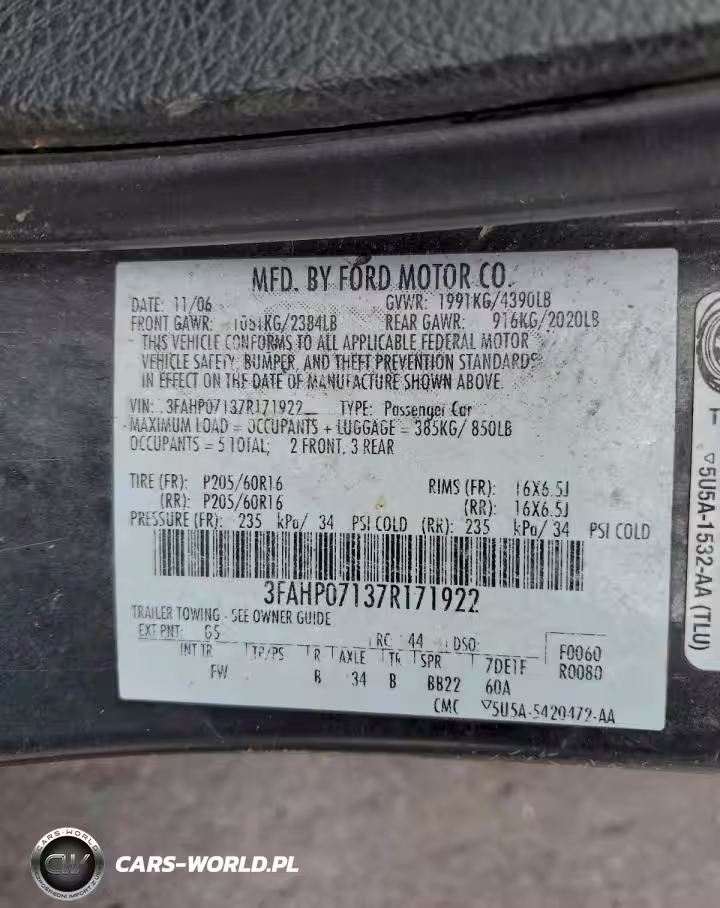 MFD. BY FORD MOTOR CO.
DATE: 11/06 GVWR: 1991KG/4390LB
FRONT GAWR: 1081KG/2384LB REAR GAWR: 916KG/2020LB
THIS VEHICLE CONFORMS TO ALL APPLICABLE FEDERAL MOTOR
VEHICLE SAFETY, BUMPER, AND THEFT PREVENTION STANDARDS
IN EFFECT ON THE DATE OF MANUFACTURE SHOWN ABOVE.
VIN: 3FAHP07137R171922 TYPE: Passenger Car
MAXIMUM LOAD = OCCUPANTS + LUGGAGE = 385KG/ 850LB
OCCUPANTS = 5 TOTAL; 2 FRONT, 3 REAR
TIRE (FR): P205/60R16 RIMS (FR): 16X6.5J
(RR): P205/60R16 (RR): 16X6.5J
PRESSURE (FR): 235 kPa/ 34 PSI COLD (RR): 235 kPa/ 34 PSI COLD
3FAHP07137R171922
TRAILER TOWING - SEE OWNER GUIDE
EXT PNT: G5 RC: 44 DSO: F0060
INT TR TP/PS R AXLE TR SPR 7DE1F R0080
FW B 34 B BB22 60A
CMC ▽5U5A-5420472-AA
▽5U5A-1532-AA (TLU)
CARS-WORLD
CW
CARS-WORLD.PL